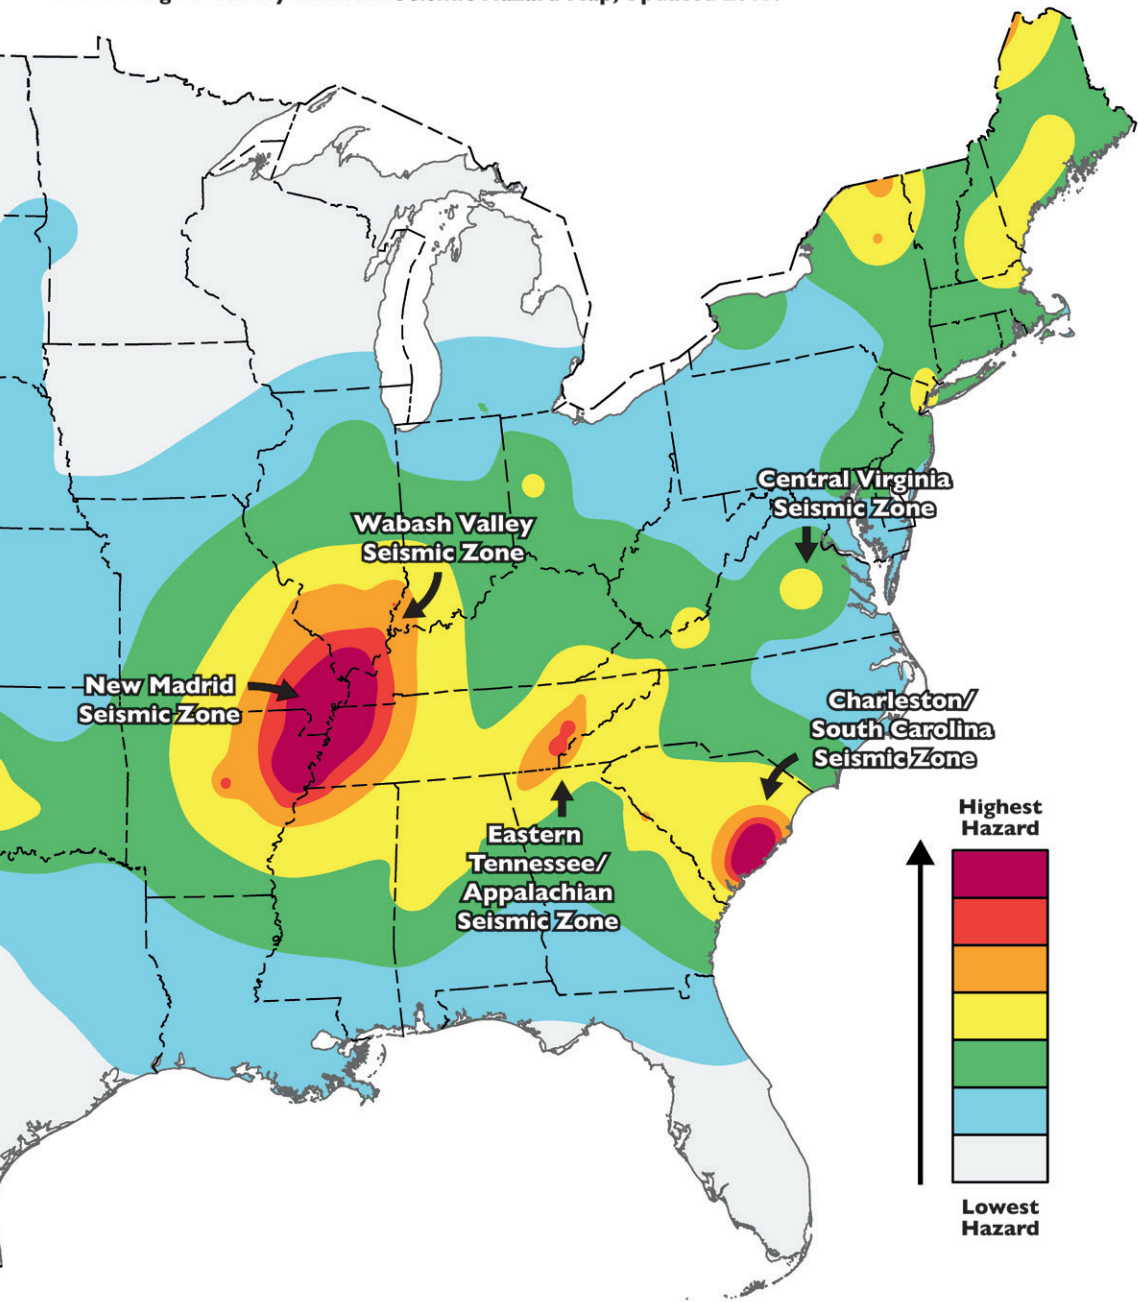 Central Virginia
Seismic Zone
Wabash Valley
Seismic Zone
New Madrid
Seismic Zone
Charleston/
South Carolina
Seismic Zone
Eastern
Tennessee/
Appalachian
Seismic Zone
Highest
Hazard
Lowest
Hazard